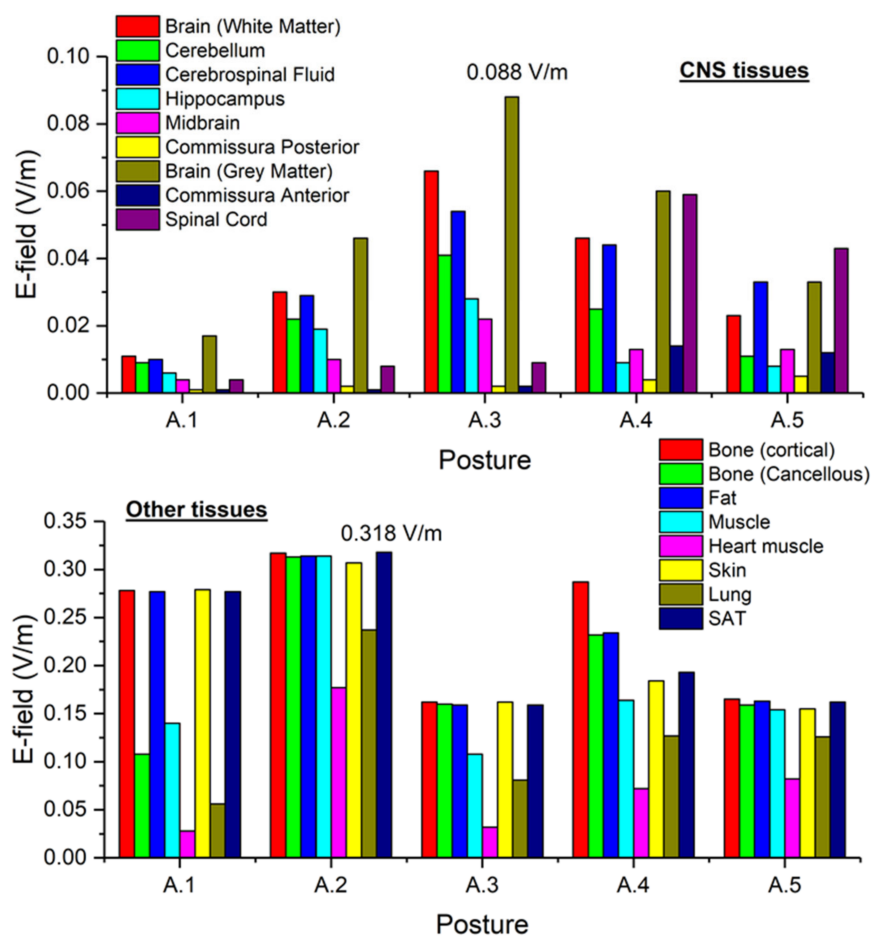 Brain (White Matter)
Cerebellum
Cerebrospinal Fluid
Hippocampus
Midbrain
Commissura Posterior
Brain (Grey Matter)
Commissura Anterior
Spinal Cord
0.088 V/m
CNS tissues
E-field (V/m)
0.10
0.08
0.06
0.04
0.02
0.00
A.1 A.2 A.3 A.4 A.5
Posture
Bone (cortical)
Bone (Cancellous)
Fat
Muscle
Heart muscle
Skin
Lung
SAT
Other tissues
0.318 V/m
E-field (V/m)
0.35
0.30
0.25
0.20
0.15
0.10
0.05
0.00
A.1 A.2 A.3 A.4 A.5
Posture